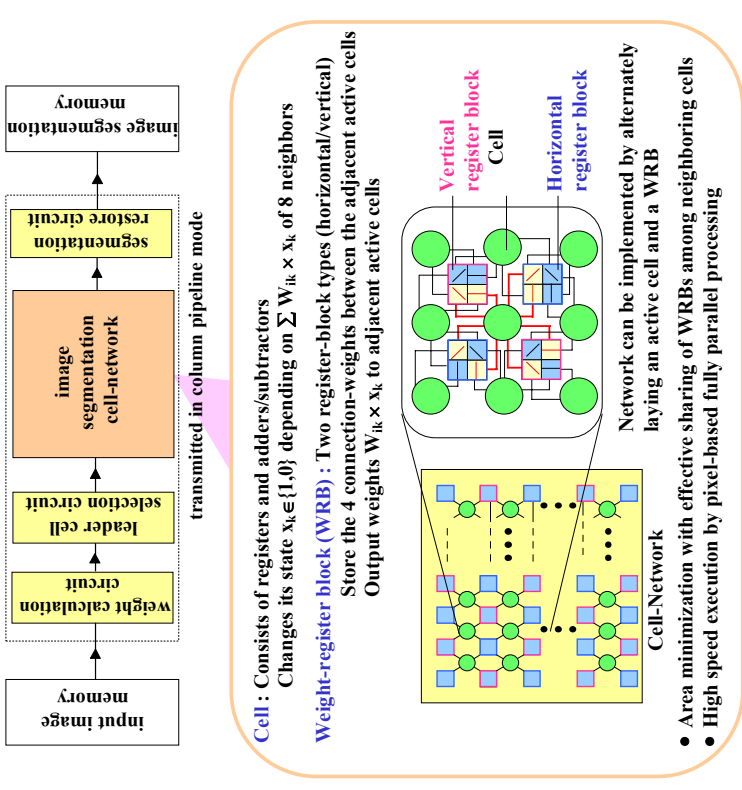 input image
memory
weight calculation
circuit
leader cell
selection circuit
image
segmentation
cell-network
segmentation
restore circuit
image segmentation
memory
transmitted in column pipeline mode
Cell : Consists of registers and adders/subtractors
Changes its state xₖ∈{1,0} depending on ∑ Wᵢₖ × xₖ of 8 neighbors
Weight-register block (WRB) : Two register-block types (horizontal/vertical)
Store the 4 connection-weights between the adjacent active cells
Output weights Wᵢₖ × xₖ to adjacent active cells
Cell-Network
Vertical
register block
Cell
Horizontal
register block
Network can be implemented by alternately
laying an active cell and a WRB
● Area minimization with effective sharing of WRBs among neighboring cells
● High speed execution by pixel-based fully parallel processing